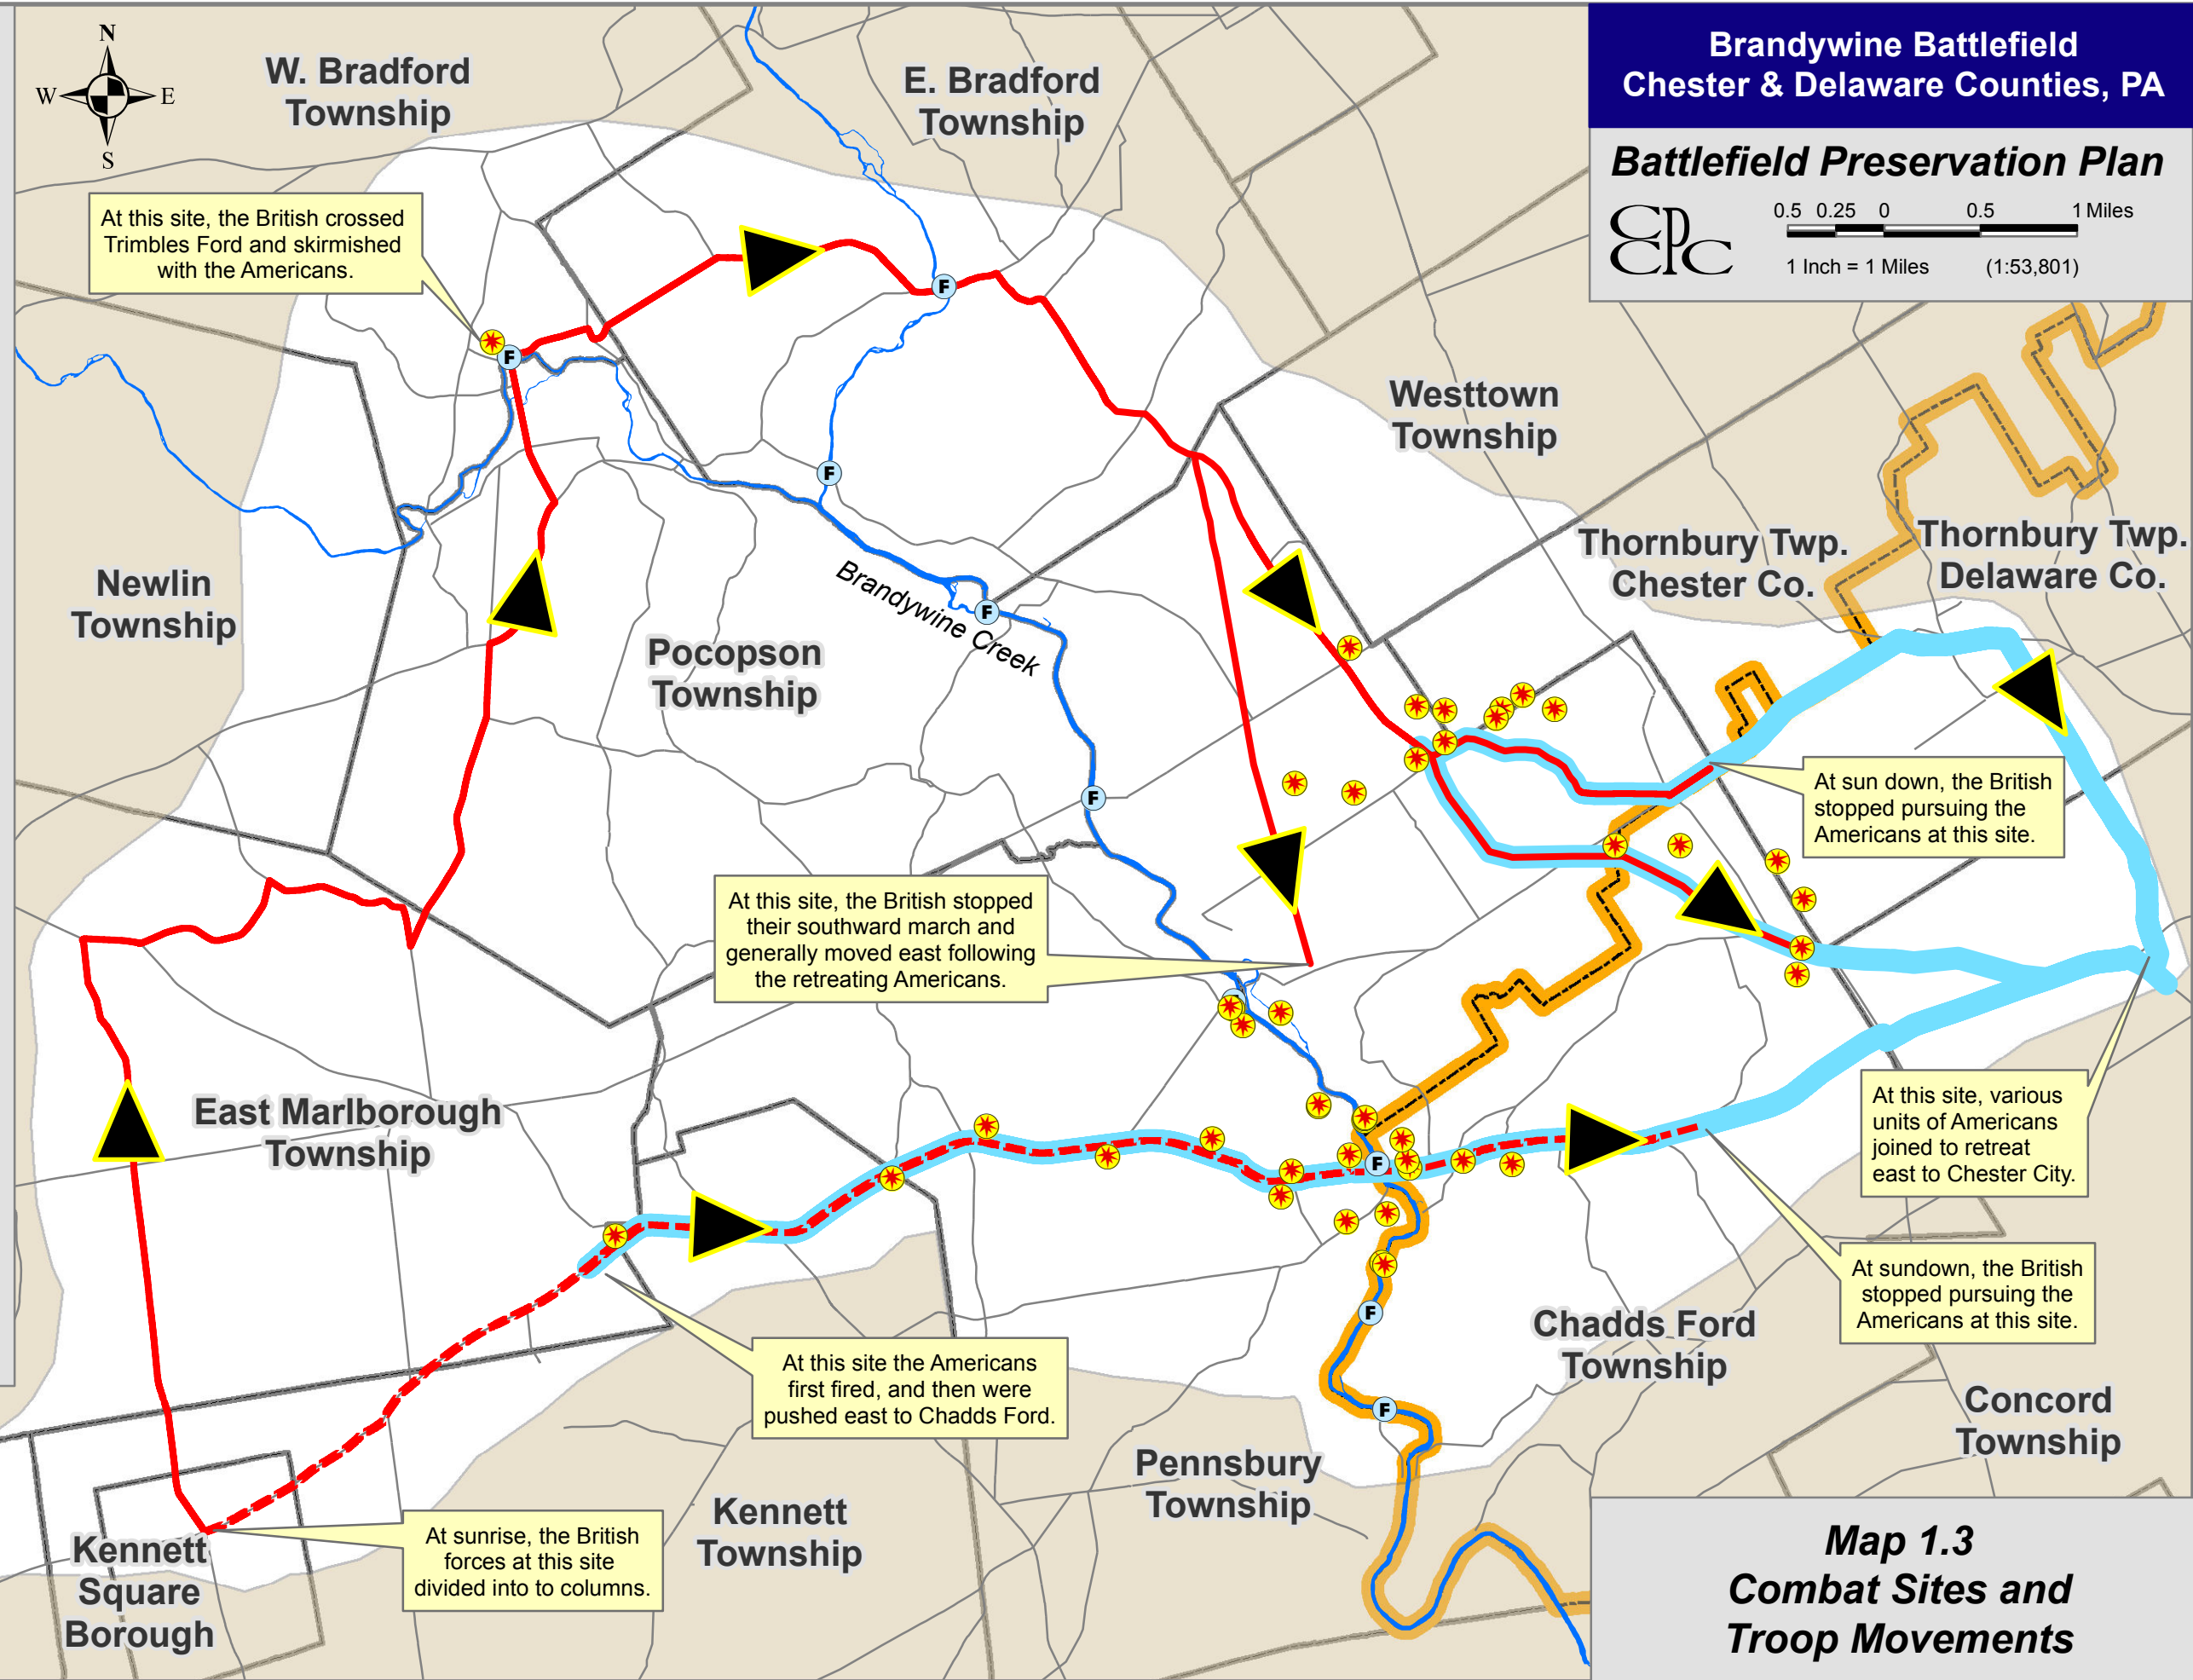 N
W
E
S
W. Bradford
Township
E. Bradford
Township
Brandywine Battlefield
Chester & Delaware Counties, PA
Battlefield Preservation Plan
CCPC
0.5 0.25 0 0.5 1 Miles
1 Inch = 1 Miles (1:53,801)
At this site, the British crossed
Trimbles Ford and skirmished
with the Americans.
F
F
F
Westtown
Township
Thornbury Twp.
Chester Co.
Thornbury Twp.
Delaware Co.
Newlin
Township
Brandywine Creek
F
Pocopson
Township
F
At sun down, the British
stopped pursuing the
Americans at this site.
At this site, the British stopped
their southward march and
generally moved east following
the retreating Americans.
East Marlborough
Township
F
At this site, various
units of Americans
joined to retreat
east to Chester City.
At sundown, the British
stopped pursuing the
Americans at this site.
F
Chadds Ford
Township
At this site the Americans
first fired, and then were
pushed east to Chadds Ford.
F
Concord
Township
Pennsbury
Township
Kennett
Township
At sunrise, the British
forces at this site
divided into to columns.
Kennett
Square
Borough
Map 1.3
Combat Sites and
Troop Movements